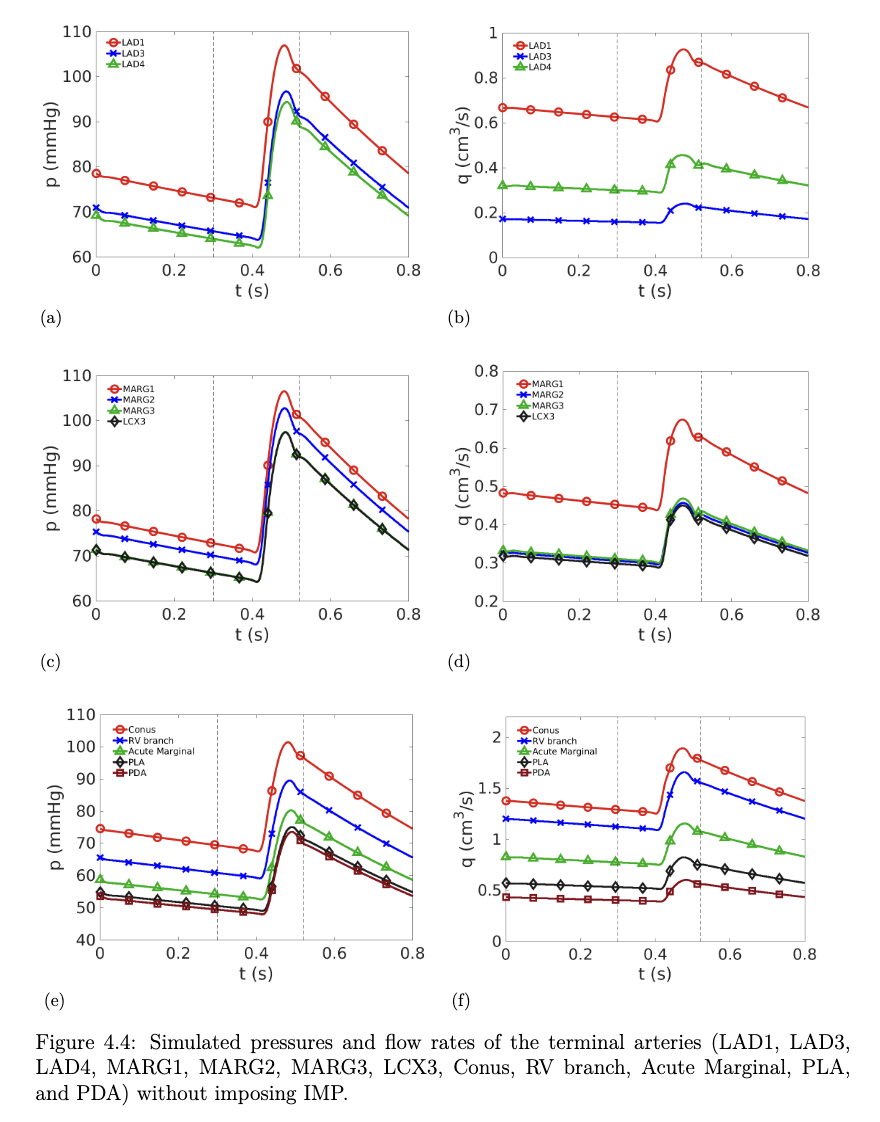 110
100
90
80
70
60
p (mmHg)
LAD1
LAD3
LAD4
0 0.2 0.4 0.6 0.8
t (s)
(a)
1
0.8
0.6
0.4
0.2
0
q (cm³/s)
LAD1
LAD3
LAD4
0 0.2 0.4 0.6 0.8
t (s)
(b)
110
100
90
80
70
60
p (mmHg)
MARG1
MARG2
MARG3
LCX3
0 0.2 0.4 0.6 0.8
t (s)
(c)
0.8
0.7
0.6
0.5
0.4
0.3
0.2
q (cm³/s)
MARG1
MARG2
MARG3
LCX3
0 0.2 0.4 0.6 0.8
t (s)
(d)
110
100
90
80
70
60
50
40
p (mmHg)
Conus
RV branch
Acute Marginal
PLA
PDA
0 0.2 0.4 0.6 0.8
t (s)
(e)
2
1.5
1
0.5
0
q (cm³/s)
Conus
RV branch
Acute Marginal
PLA
PDA
0 0.2 0.4 0.6 0.8
t (s)
(f)
Figure 4.4: Simulated pressures and flow rates of the terminal arteries (LAD1, LAD3,
LAD4, MARG1, MARG2, MARG3, LCX3, Conus, RV branch, Acute Marginal, PLA,
and PDA) without imposing IMP.